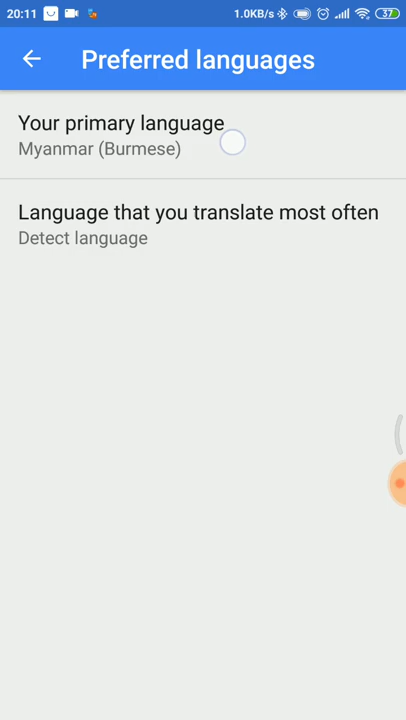 20:11 1.0KB/s 37
Preferred languages
Your primary language
Myanmar (Burmese)
Language that you translate most often
Detect language